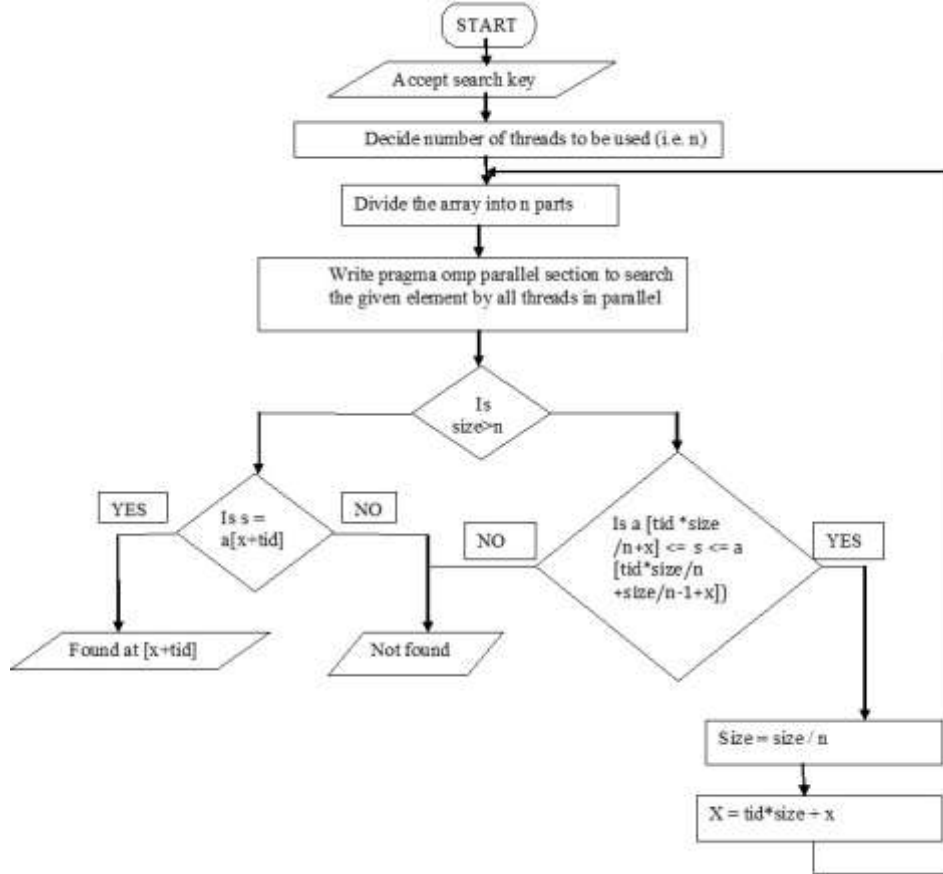 START
Accept search key
Decide number of threads to be used (i.e. n)
Divide the array into n parts
Write pragma omp parallel section to search
the given element by all threads in parallel
Is
size>n
YES
Is s =
a[x+tid]
NO
NO
Is a [tid *size
/n+x] <= s <= a
[tid*size/n
+size/n-1+x])
YES
Found at [x+tid]
Not found
Size = size / n
X = tid*size + x